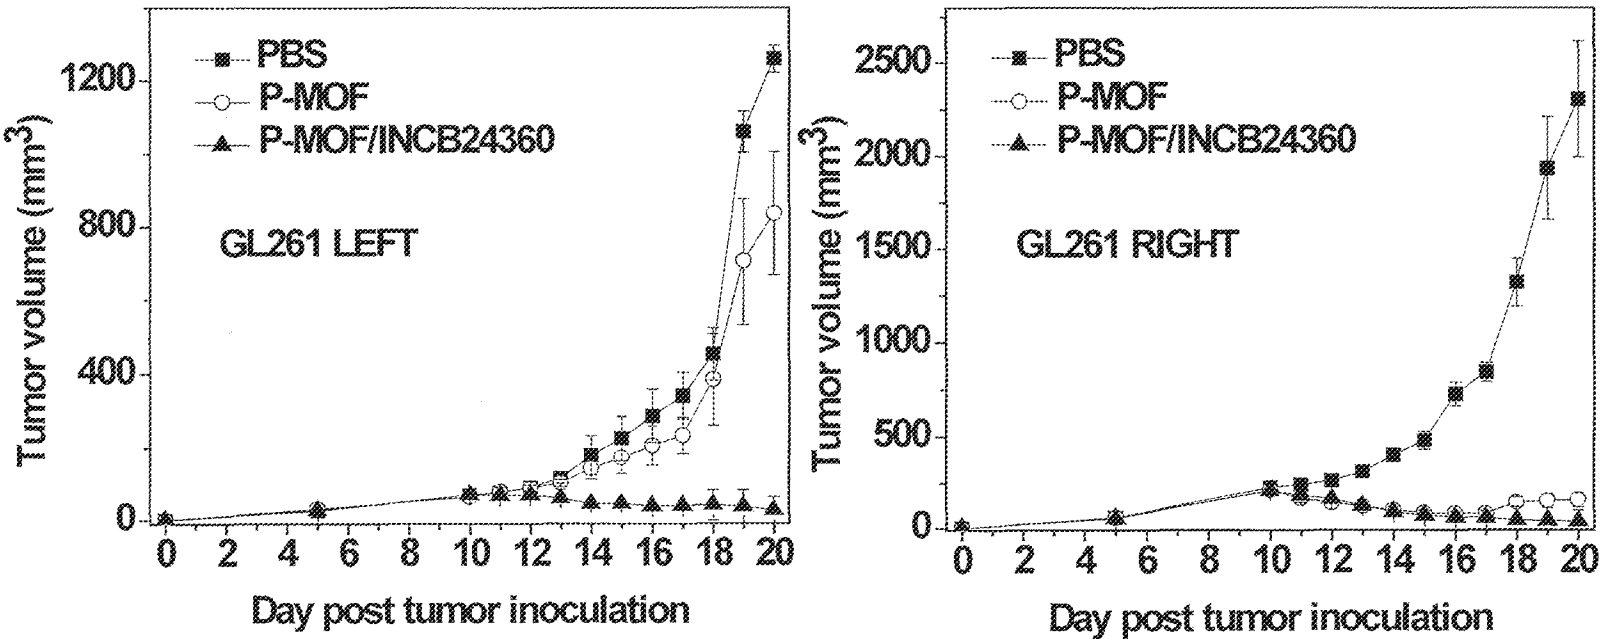 PBS
P-MOF
P-MOF/INCB24360
GL261 LEFT
Tumor volume (mm³)
1200
800
400
0
0 2 4 6 8 10 12 14 16 18 20
Day post tumor inoculation
PBS
P-MOF
P-MOF/INCB24360
GL261 RIGHT
Tumor volume (mm³)
2500
2000
1500
1000
500
0
0 2 4 6 8 10 12 14 16 18 20
Day post tumor inoculation